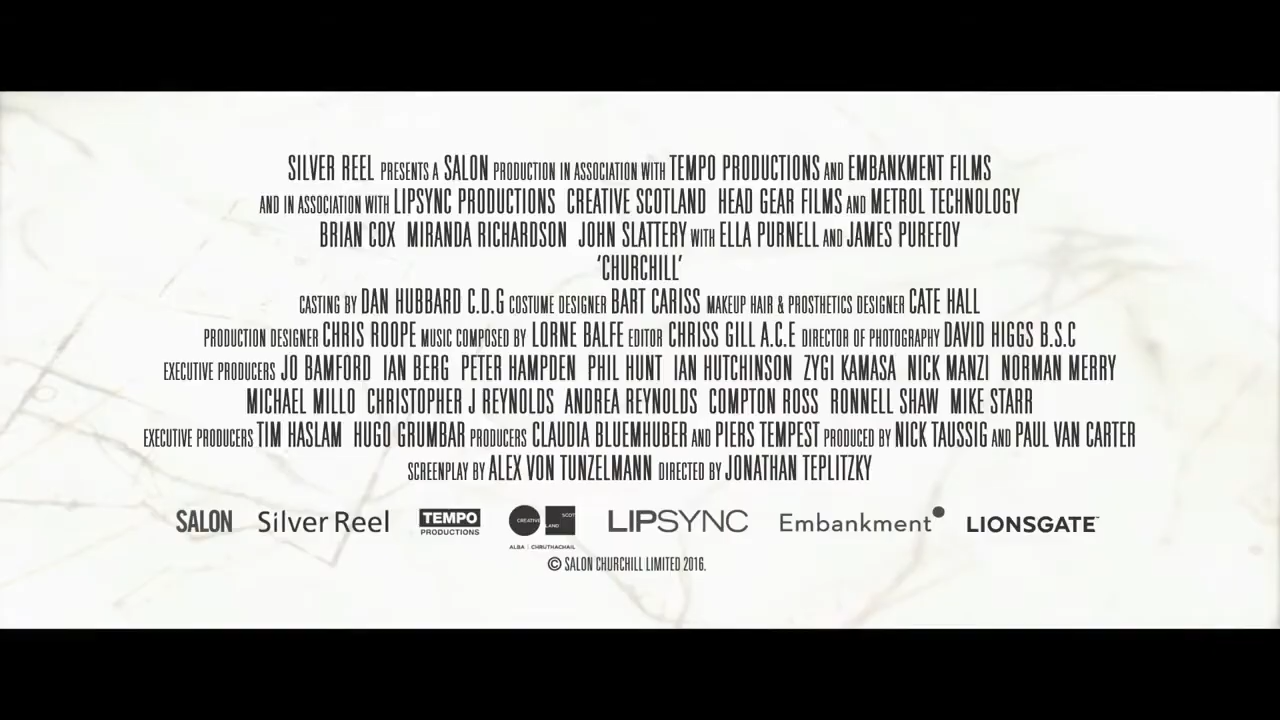 SILVER REEL PRESENTS A SALON PRODUCTION IN ASSOCIATION WITH TEMPO PRODUCTIONS AND EMBANKMENT FILMS
AND IN ASSOCIATION WITH LIPSYNC PRODUCTIONS CREATIVE SCOTLAND HEAD GEAR FILMS AND METROL TECHNOLOGY
BRIAN COX MIRANDA RICHARDSON JOHN SLATTERY WITH ELLA PURNELL AND JAMES PUREFOY
'CHURCHILL'
CASTING BY DAN HUBBARD C.D.G COSTUME DESIGNER BART CARISS MAKEUP HAIR & PROSTHETICS DESIGNER CATE HALL
PRODUCTION DESIGNER CHRIS ROOPE MUSIC COMPOSED BY LORNE BALFE EDITOR CHRISS GILL A.C.E DIRECTOR OF PHOTOGRAPHY DAVID HIGGS B.S.C
EXECUTIVE PRODUCERS JO BAMFORD IAN BERG PETER HAMPDEN PHIL HUNT IAN HUTCHINSON ZYGI KAMASA NICK MANZI NORMAN MERRY
MICHAEL MILLO CHRISTOPHER J REYNOLDS ANDREA REYNOLDS COMPTON ROSS RONNELL SHAW MIKE STARR
EXECUTIVE PRODUCERS TIM HASLAM HUGO GRUMBAR PRODUCERS CLAUDIA BLUEMHUBER AND PIERS TEMPEST PRODUCED BY NICK TAUSSIG AND PAUL VAN CARTER
SCREENPLAY BY ALEX VON TUNZELMANN DIRECTED BY JONATHAN TEPLITZKY
SALON Silver Reel TEMPO PRODUCTIONS CREATIVE SCOTLAND ALBA | CHRUTHACHAIL LIPSYNC Embankment LIONSGATE™
© SALON CHURCHILL LIMITED 2016.